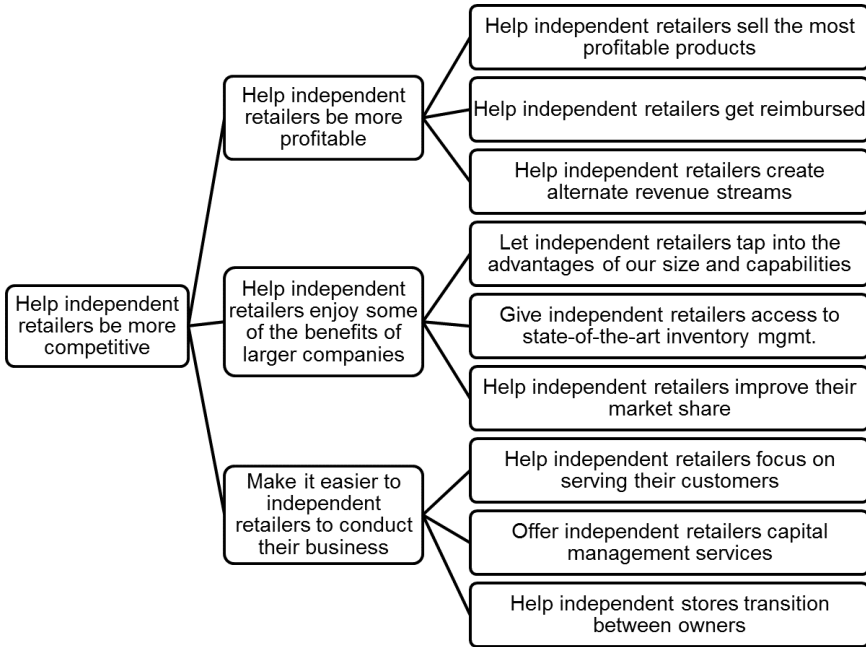 Help independent
retailers be more
competitive
Help independent
retailers be more
profitable
Help independent retailers sell the most
profitable products
Help independent retailers get reimbursed
Help independent retailers create
alternate revenue streams
Help independent
retailers enjoy some
of the benefits of
larger companies
Let independent retailers tap into the
advantages of our size and capabilities
Give independent retailers access to
state-of-the-art inventory mgmt.
Help independent retailers improve their
market share
Make it easier to
independent
retailers to conduct
their business
Help independent retailers focus on
serving their customers
Offer independent retailers capital
management services
Help independent stores transition
between owners